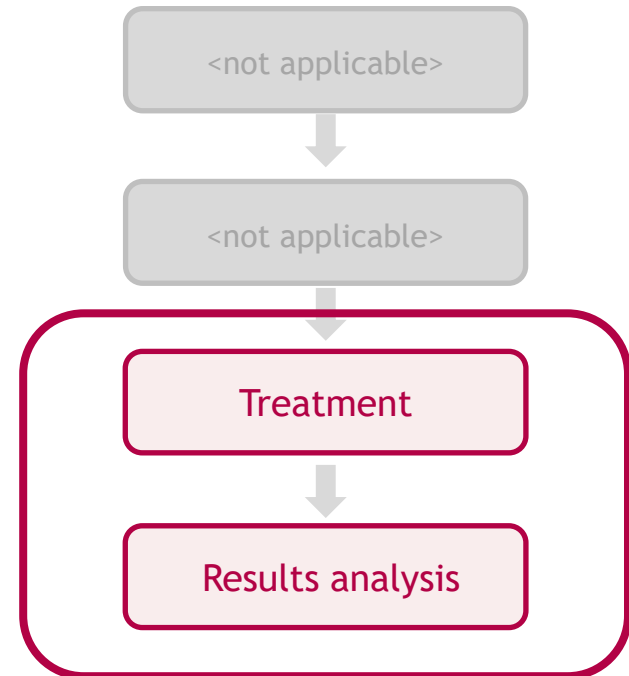 <not applicable>
<not applicable>
Treatment
Results analysis